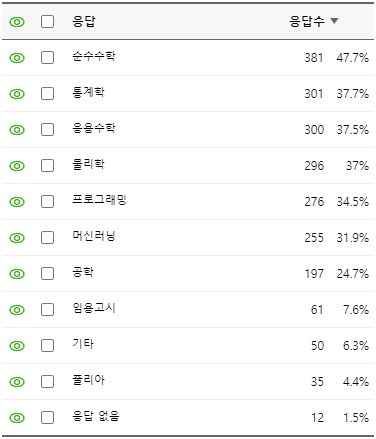 응답 응답수 ▼
순수수학 381 47.7%
통계학 301 37.7%
응용수학 300 37.5%
물리학 296 37%
프로그래밍 276 34.5%
머신러닝 255 31.9%
공학 197 24.7%
임용고시 61 7.6%
기타 50 6.3%
풀리아 35 4.4%
응답 없음 12 1.5%